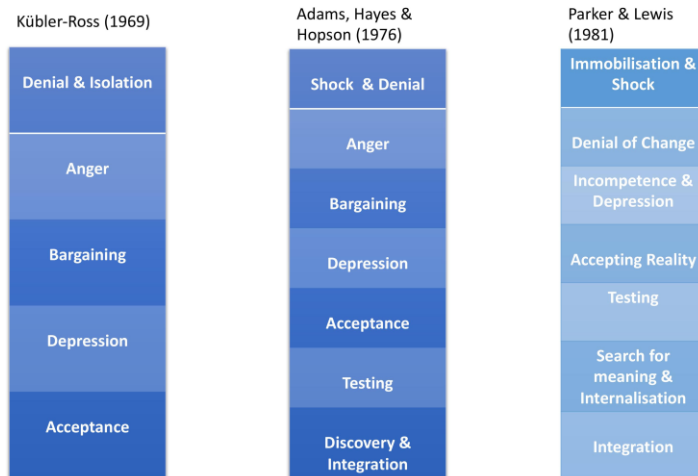 Kübler-Ross (1969)
Denial & Isolation
Anger
Bargaining
Depression
Acceptance
Adams, Hayes &
Hopson (1976)
Shock & Denial
Anger
Bargaining
Depression
Acceptance
Testing
Discovery &
Integration
Parker & Lewis
(1981)
Immobilisation &
Shock
Denial of Change
Incompetence &
Depression
Accepting Reality
Testing
Search for
meaning &
Internalisation
Integration